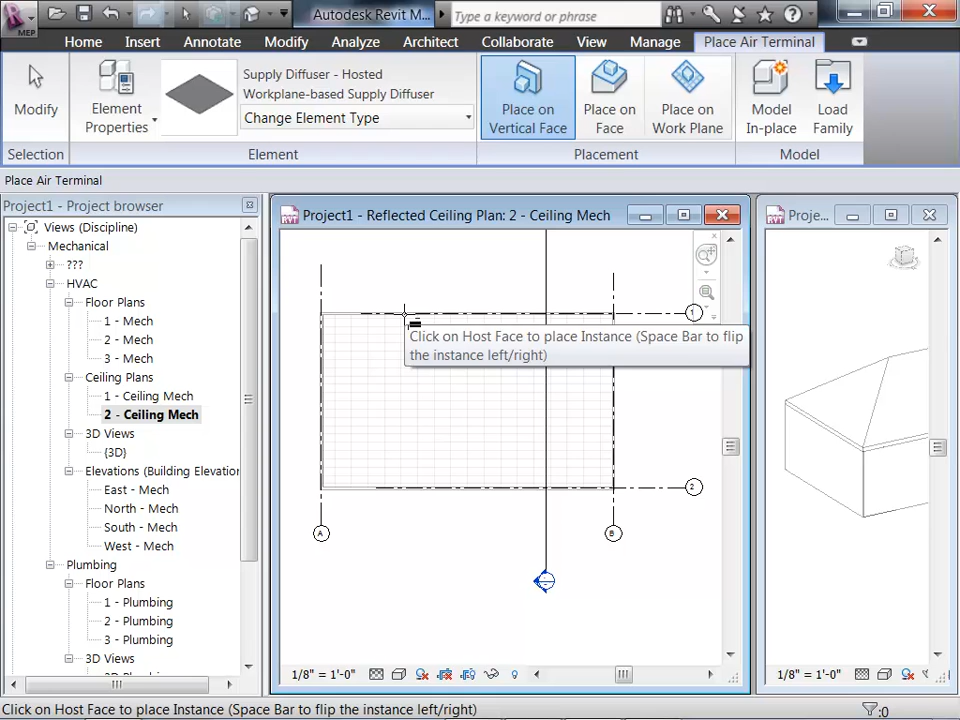 MEP
Autodesk Revit M...
Type a keyword or phrase
Home
Insert
Annotate
Modify
Analyze
Architect
Collaborate
View
Manage
Place Air Terminal
Modify
Selection
Element
Properties
Supply Diffuser - Hosted
Workplane-based Supply Diffuser
Change Element Type
Element
Place on
Vertical Face
Place on
Face
Place on
Work Plane
Placement
Model
In-place
Load
Family
Model
Place Air Terminal
Project1 - Project browser
Views (Discipline)
Mechanical
???
HVAC
Floor Plans
1 - Mech
2 - Mech
3 - Mech
Ceiling Plans
1 - Ceiling Mech
2 - Ceiling Mech
3D Views
{3D}
Elevations (Building Elevation
East - Mech
North - Mech
South - Mech
West - Mech
Plumbing
Floor Plans
1 - Plumbing
2 - Plumbing
3 - Plumbing
3D Views
Project1 - Reflected Ceiling Plan: 2 - Ceiling Mech
1
Click on Host Face to place Instance (Space Bar to flip
the instance left/right)
2
A
B
1/8" = 1'-0"
Proje...
1/8" = 1'-0"
Click on Host Face to place Instance (Space Bar to flip the instance left/right)
:0